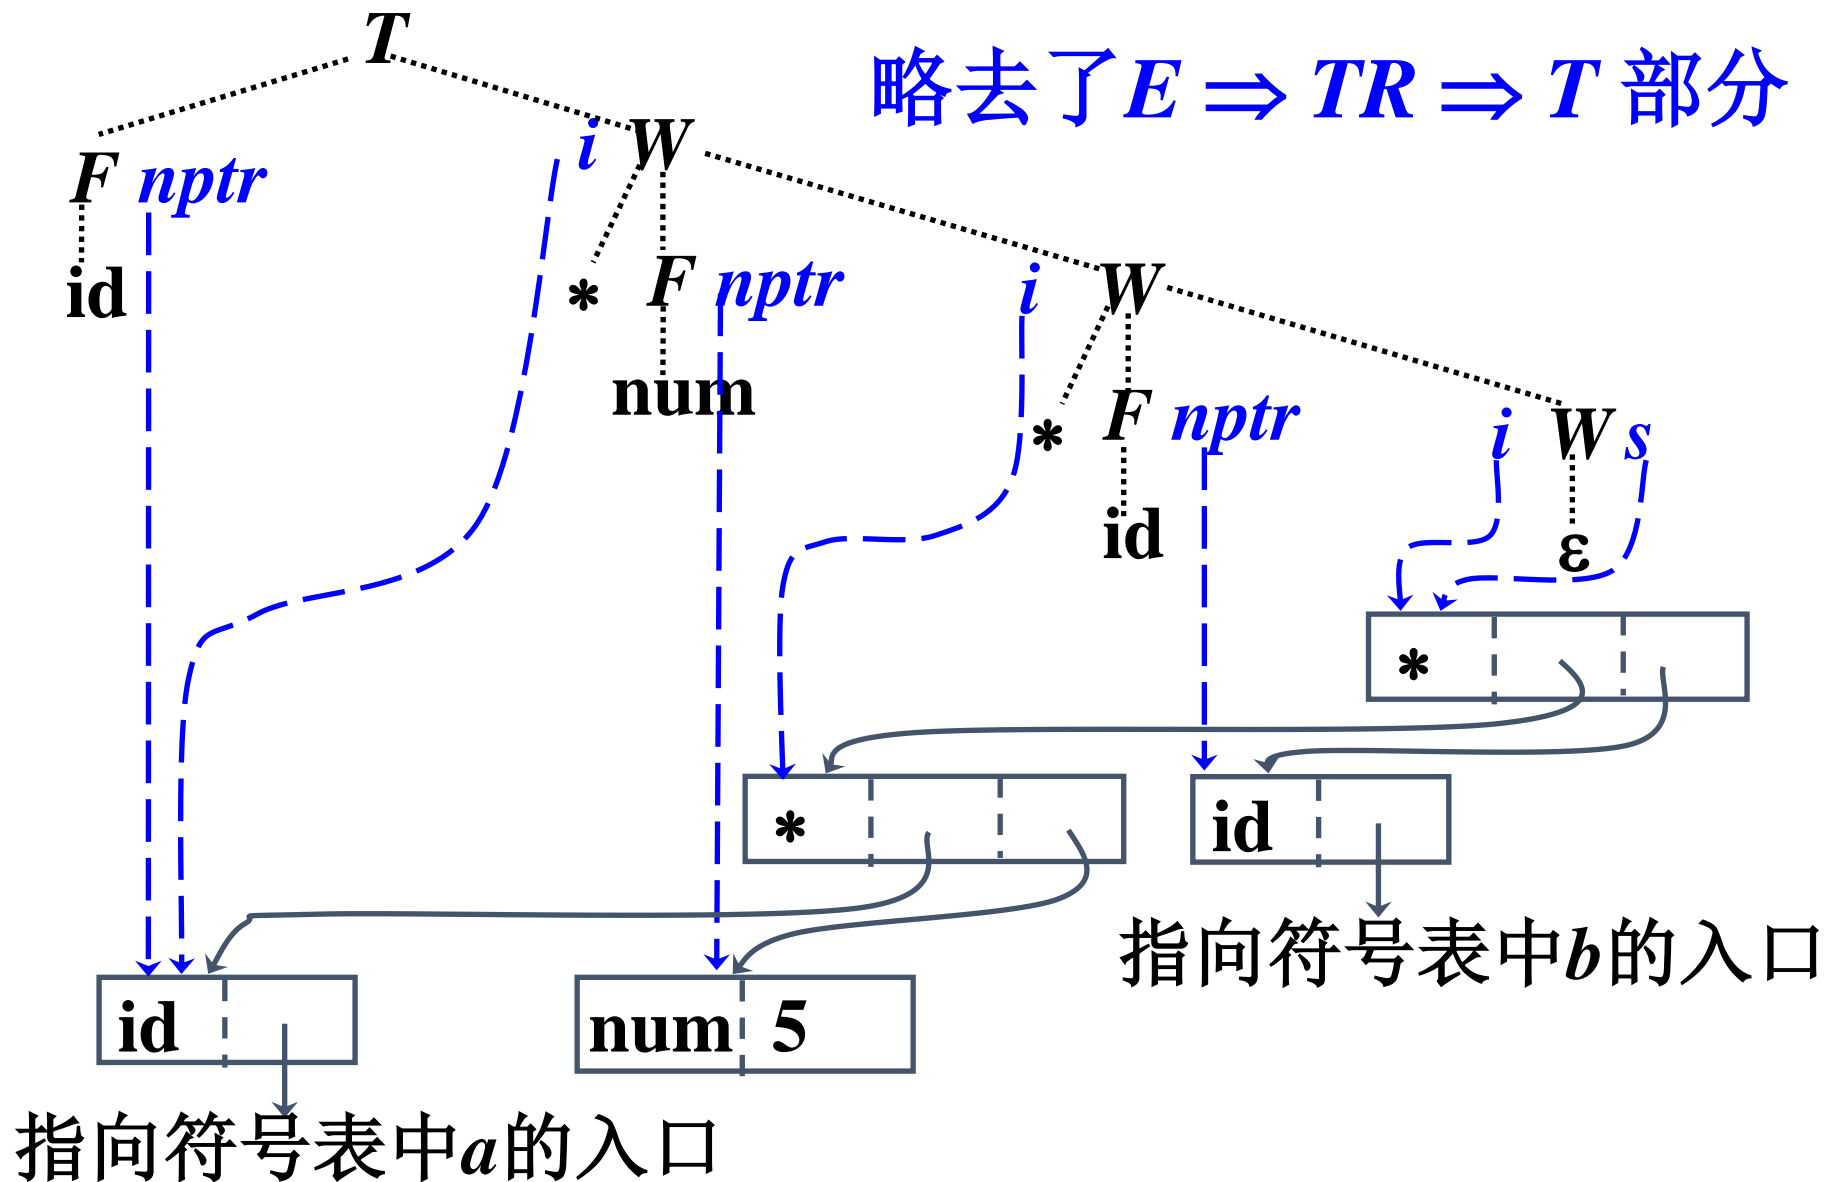 T
略去了E ⇒ TR ⇒ T 部分
i W
F nptr
id
* F nptr
i W
num
* F nptr
i W s
id
ε
*
*
id
指向符号表中b的入口
id
num 5
指向符号表中a的入口